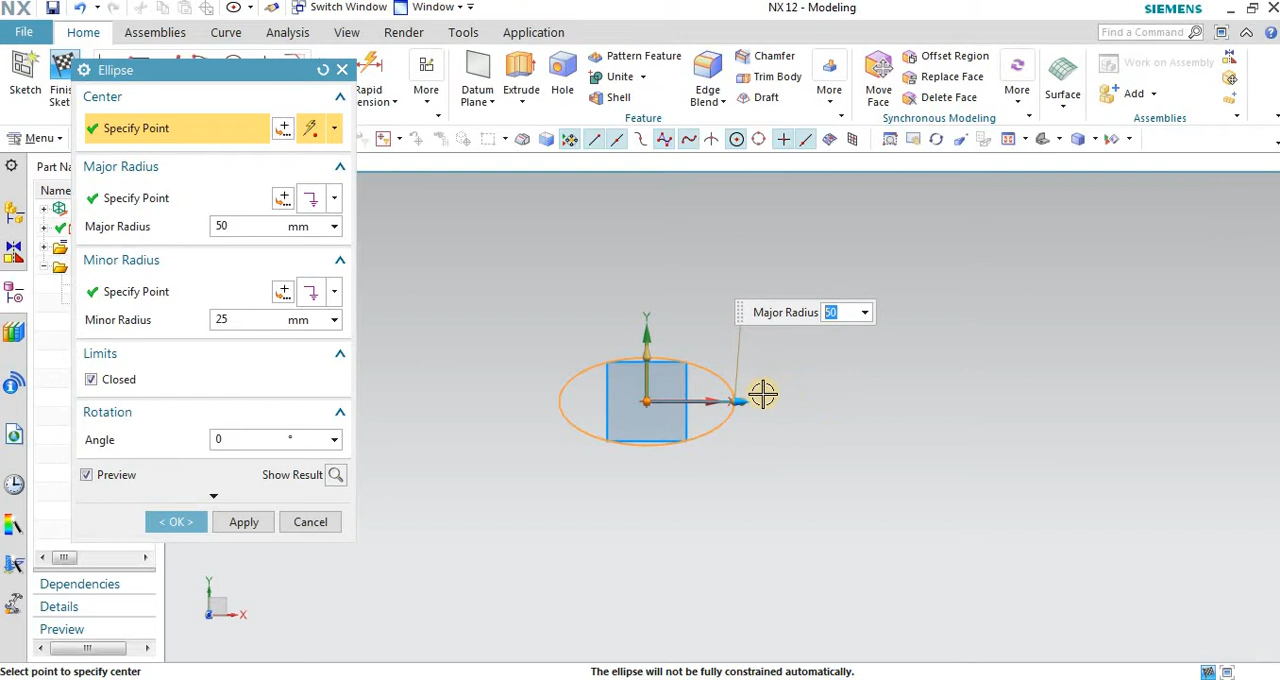 NX
Switch Window
Window
NX 12 - Modeling
SIEMENS
File
Home
Assemblies
Curve
Analysis
View
Render
Tools
Application
Find a Command
Sketch
Finis
Sketc
Rapid
ension
More
Datum
Plane
Extrude
Hole
Pattern Feature
Unite
Shell
Edge
Blend
Chamfer
Trim Body
Draft
More
Feature
Move
Face
Offset Region
Replace Face
Delete Face
More
Synchronous Modeling
Surface
Work on Assembly
Add
Assemblies
Menu
Ellipse
Center
Specify Point
Major Radius
Specify Point
Major Radius
50
mm
Minor Radius
Specify Point
Minor Radius
25
mm
Limits
Closed
Rotation
Angle
0
°
Preview
Show Result
< OK >
Apply
Cancel
Part Na
Name
Dependencies
Details
Preview
Y
Major Radius
50
Y
X
Select point to specify center
The ellipse will not be fully constrained automatically.